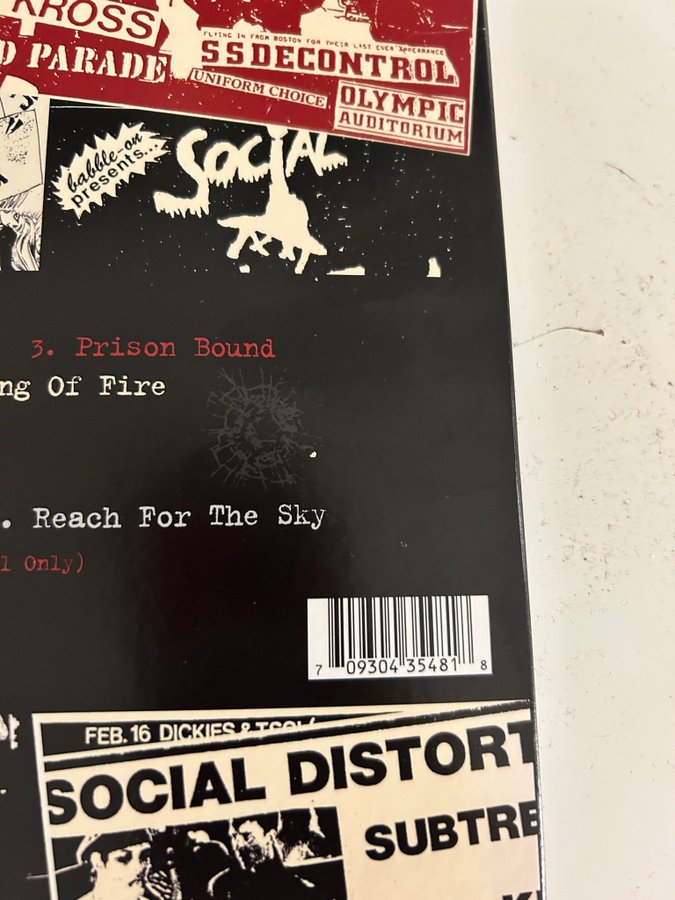 KROSS
D PARADE
FLYING IN FROM BOSTON FOR THEIR LAST EVER APPEARANCE
SSDECONTROL
UNIFORM CHOICE
OLYMPIC
AUDITORIUM
babble-on
presents...
SOCIAL
3. Prison Bound
ng Of Fire
. Reach For The Sky
l Only)
7 09304 35481 8
FEB. 16 DICKIES & TSOL
SOCIAL DISTORT
SUBTRE